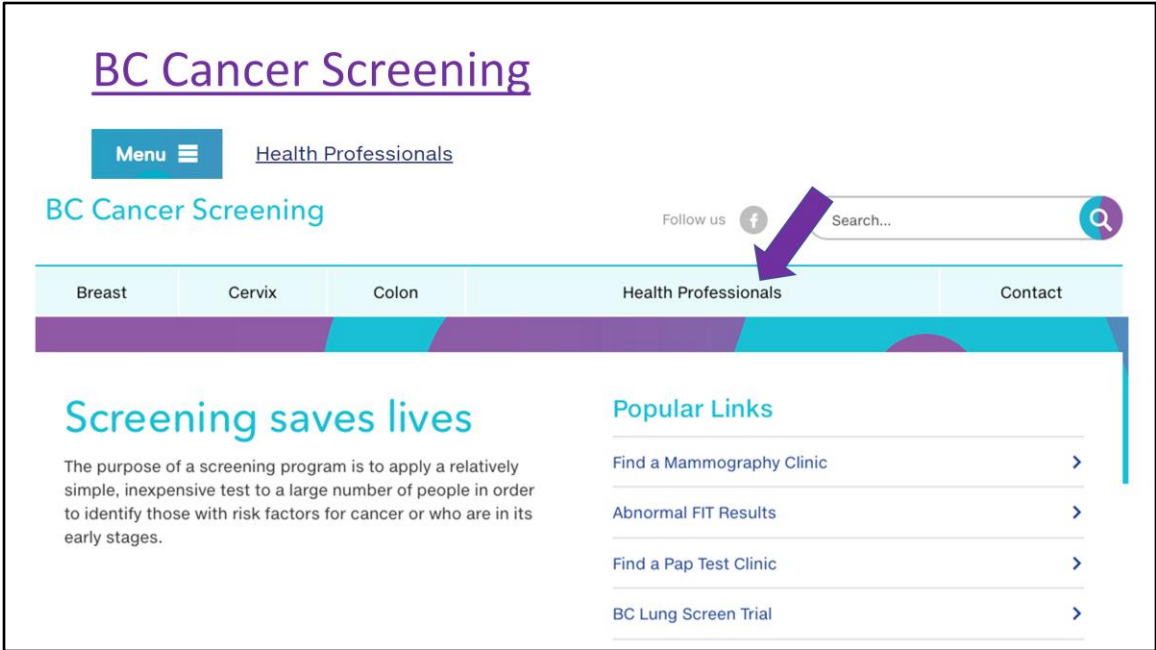 BC Cancer Screening
Menu
Health Professionals
BC Cancer Screening
Follow us
Search...
Breast
Cervix
Colon
Health Professionals
Contact
Screening saves lives
The purpose of a screening program is to apply a relatively
simple, inexpensive test to a large number of people in order
to identify those with risk factors for cancer or who are in its
early stages.
Popular Links
Find a Mammography Clinic
Abnormal FIT Results
Find a Pap Test Clinic
BC Lung Screen Trial